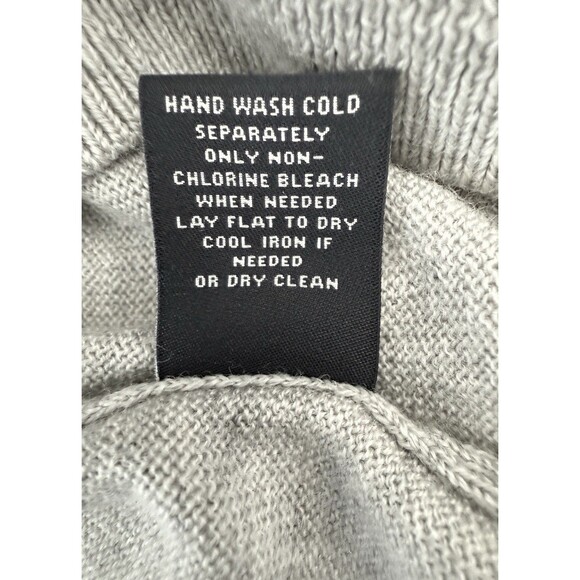 HAND WASH COLD
SEPARATELY
ONLY NON-
CHLORINE BLEACH
WHEN NEEDED
LAY FLAT TO DRY
COOL IRON IF
NEEDED
OR DRY CLEAN